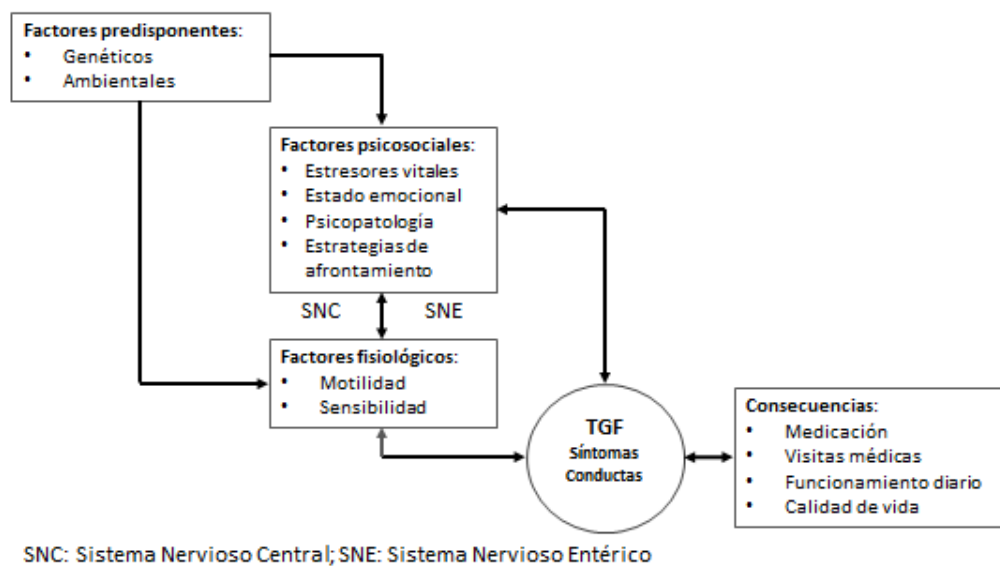 Factores predisponentes:
• Genéticos
• Ambientales
Factores psicosociales:
• Estresores vitales
• Estado emocional
• Psicopatología
• Estrategias de
afrontamiento
SNC SNE
Factores fisiológicos:
• Motilidad
• Sensibilidad
TGF
Síntomas
Conductas
Consecuencias:
• Medicación
• Visitas médicas
• Funcionamiento diario
• Calidad de vida
SNC: Sistema Nervioso Central; SNE: Sistema Nervioso Entérico